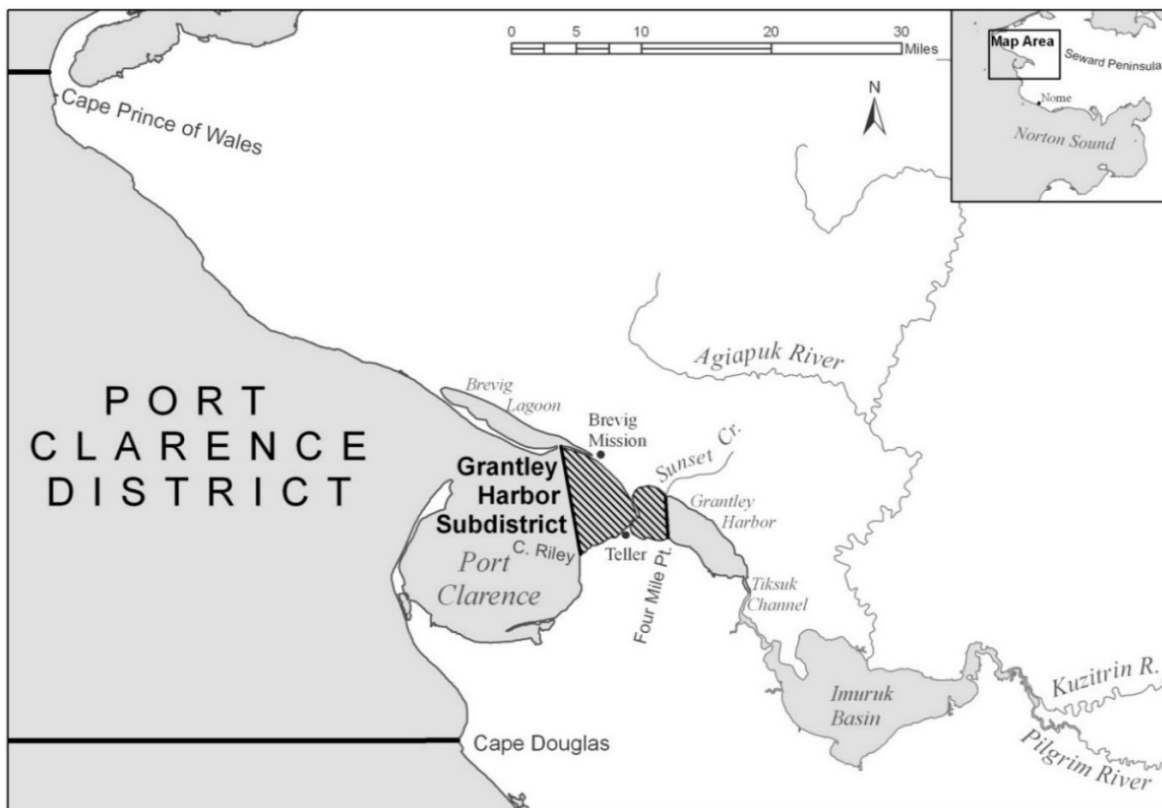 0 5 10 20 30
Miles
Map Area
Seward Peninsula
Nome
Norton Sound
N
Cape Prince of Wales
Agiapuk River
PORT
CLARENCE
DISTRICT
Brevig
Lagoon
Brevig
Mission
Sunset Cr.
Grantley
Harbor
Subdistrict
Grantley
Harbor
C. Riley
Teller
Port
Clarence
Four Mile Pt.
Tiksuk
Channel
Imuruk
Basin
Kuzitrin R.
Pilgrim River
Cape Douglas